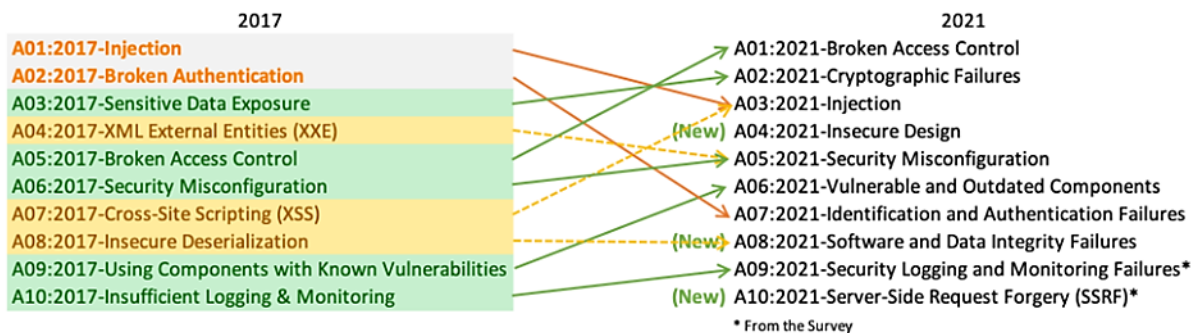 2017
A01:2017-Injection
A02:2017-Broken Authentication
A03:2017-Sensitive Data Exposure
A04:2017-XML External Entities (XXE)
A05:2017-Broken Access Control
A06:2017-Security Misconfiguration
A07:2017-Cross-Site Scripting (XSS)
A08:2017-Insecure Deserialization
A09:2017-Using Components with Known Vulnerabilities
A10:2017-Insufficient Logging & Monitoring
2021
A01:2021-Broken Access Control
A02:2021-Cryptographic Failures
A03:2021-Injection
(New) A04:2021-Insecure Design
A05:2021-Security Misconfiguration
A06:2021-Vulnerable and Outdated Components
A07:2021-Identification and Authentication Failures
(New) A08:2021-Software and Data Integrity Failures
A09:2021-Security Logging and Monitoring Failures*
(New) A10:2021-Server-Side Request Forgery (SSRF)*
* From the Survey